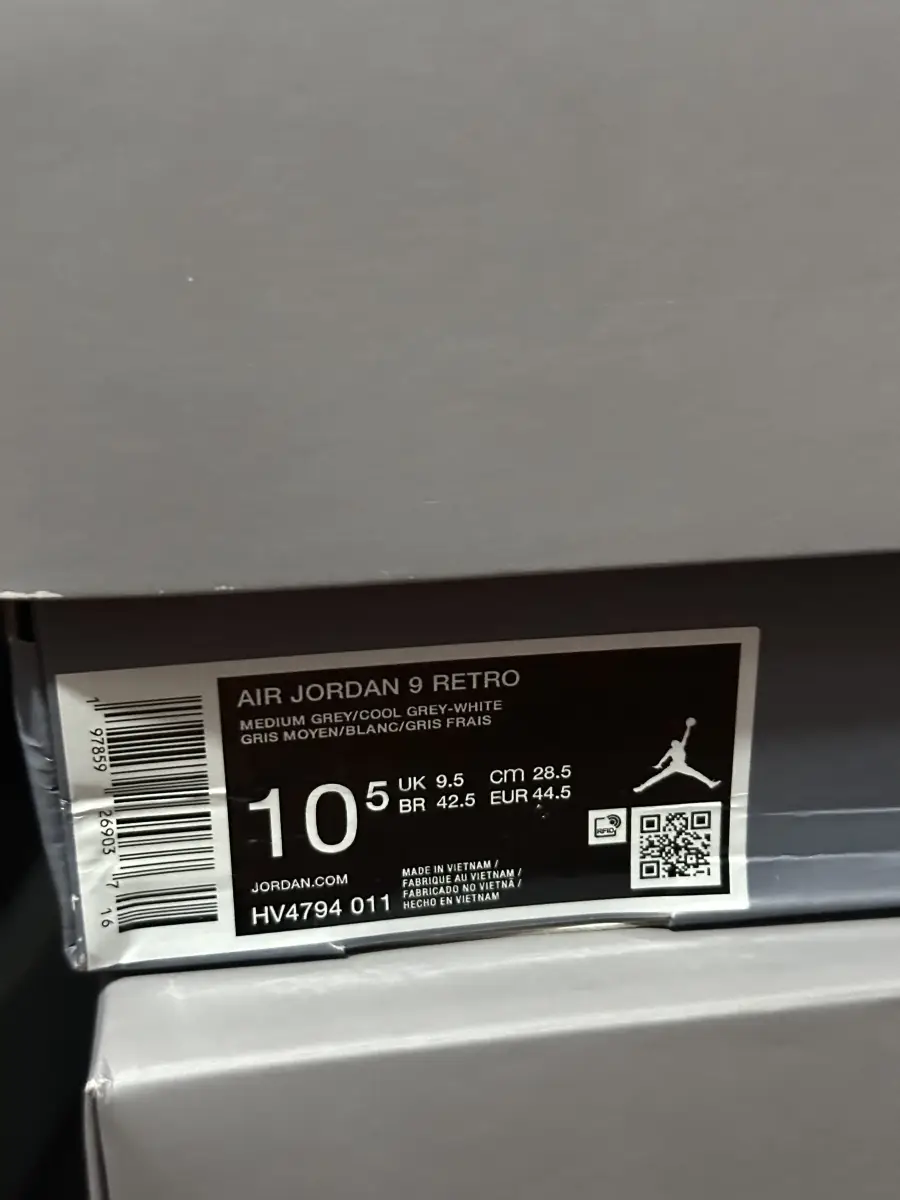 AIR JORDAN 9 RETRO
MEDIUM GREY/COOL GREY-WHITE
GRIS MOYEN/BLANC/GRIS FRAIS
10 5
UK 9.5 cm 28.5
BR 42.5 EUR 44.5
RFID
JORDAN.COM
HV4794 011
MADE IN VIETNAM /
FABRIQUE AU VIETNAM /
FABRICADO NO VIETNÃ /
HECHO EN VIETNAM
1 97859 26903 7 16